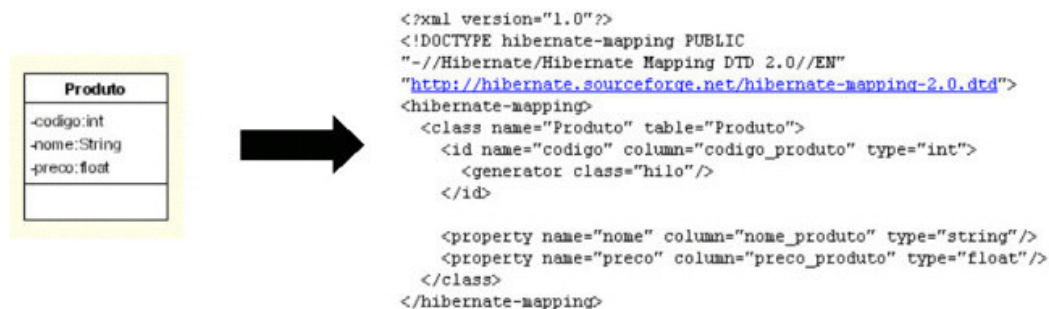 Produto
-codigo:int
-nome:String
-preco:float
<?xml version="1.0"?>
<!DOCTYPE hibernate-mapping PUBLIC
"-//Hibernate/Hibernate Mapping DTD 2.0//EN"
"http://hibernate.sourceforge.net/hibernate-mapping-2.0.dtd">
<hibernate-mapping>
<class name="Produto" table="Produto">
<id name="codigo" column="codigo_produto" type="int">
<generator class="hilo"/>
</id>
<property name="nome" column="nome_produto" type="string"/>
<property name="preco" column="preco_produto" type="float"/>
</class>
</hibernate-mapping>